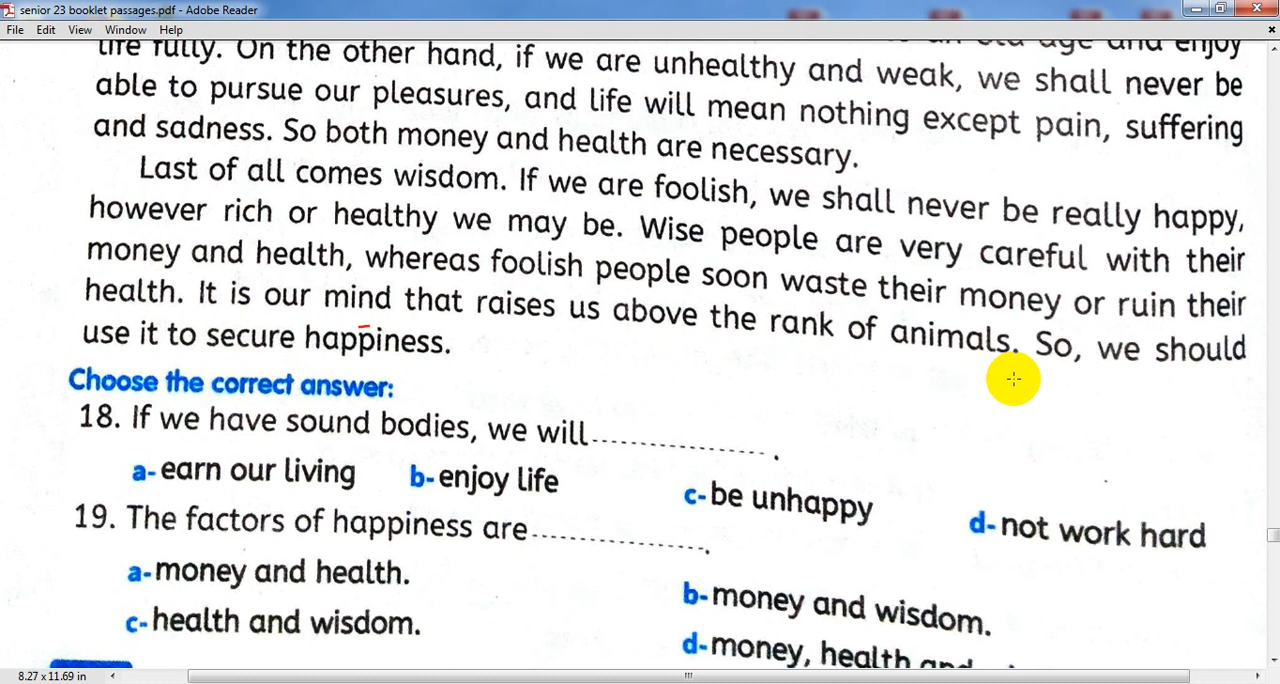 senior 23 booklet passages.pdf - Adobe Reader
File Edit View Window Help
life fully. On the other hand, if we are unhealthy and weak, we shall never be
able to pursue our pleasures, and life will mean nothing except pain, suffering
and sadness. So both money and health are necessary.
Last of all comes wisdom. If we are foolish, we shall never be really happy,
however rich or healthy we may be. Wise people are very careful with their
money and health, whereas foolish people soon waste their money or ruin their
health. It is our mind that raises us above the rank of animals. So, we should
use it to secure happiness.
Choose the correct answer:
18. If we have sound bodies, we will .................... .
a- earn our living b- enjoy life c- be unhappy d- not work hard
19. The factors of happiness are .................... .
a- money and health. b- money and wisdom.
c- health and wisdom. d- money, health and
8.27 x 11.69 in